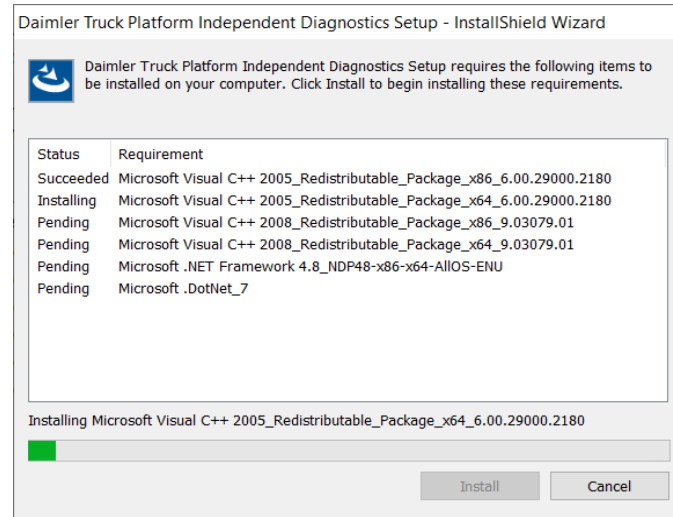 Daimler Truck Platform Independent Diagnostics Setup - InstallShield Wizard
Daimler Truck Platform Independent Diagnostics Setup requires the following items to
be installed on your computer. Click Install to begin installing these requirements.
Status Requirement
Succeeded Microsoft Visual C++ 2005_Redistributable_Package_x86_6.00.29000.2180
Installing Microsoft Visual C++ 2005_Redistributable_Package_x64_6.00.29000.2180
Pending Microsoft Visual C++ 2008_Redistributable_Package_x86_9.03079.01
Pending Microsoft Visual C++ 2008_Redistributable_Package_x64_9.03079.01
Pending Microsoft .NET Framework 4.8_NDP48-x86-x64-AllOS-ENU
Pending Microsoft .DotNet_7
Installing Microsoft Visual C++ 2005_Redistributable_Package_x64_6.00.29000.2180
Install Cancel